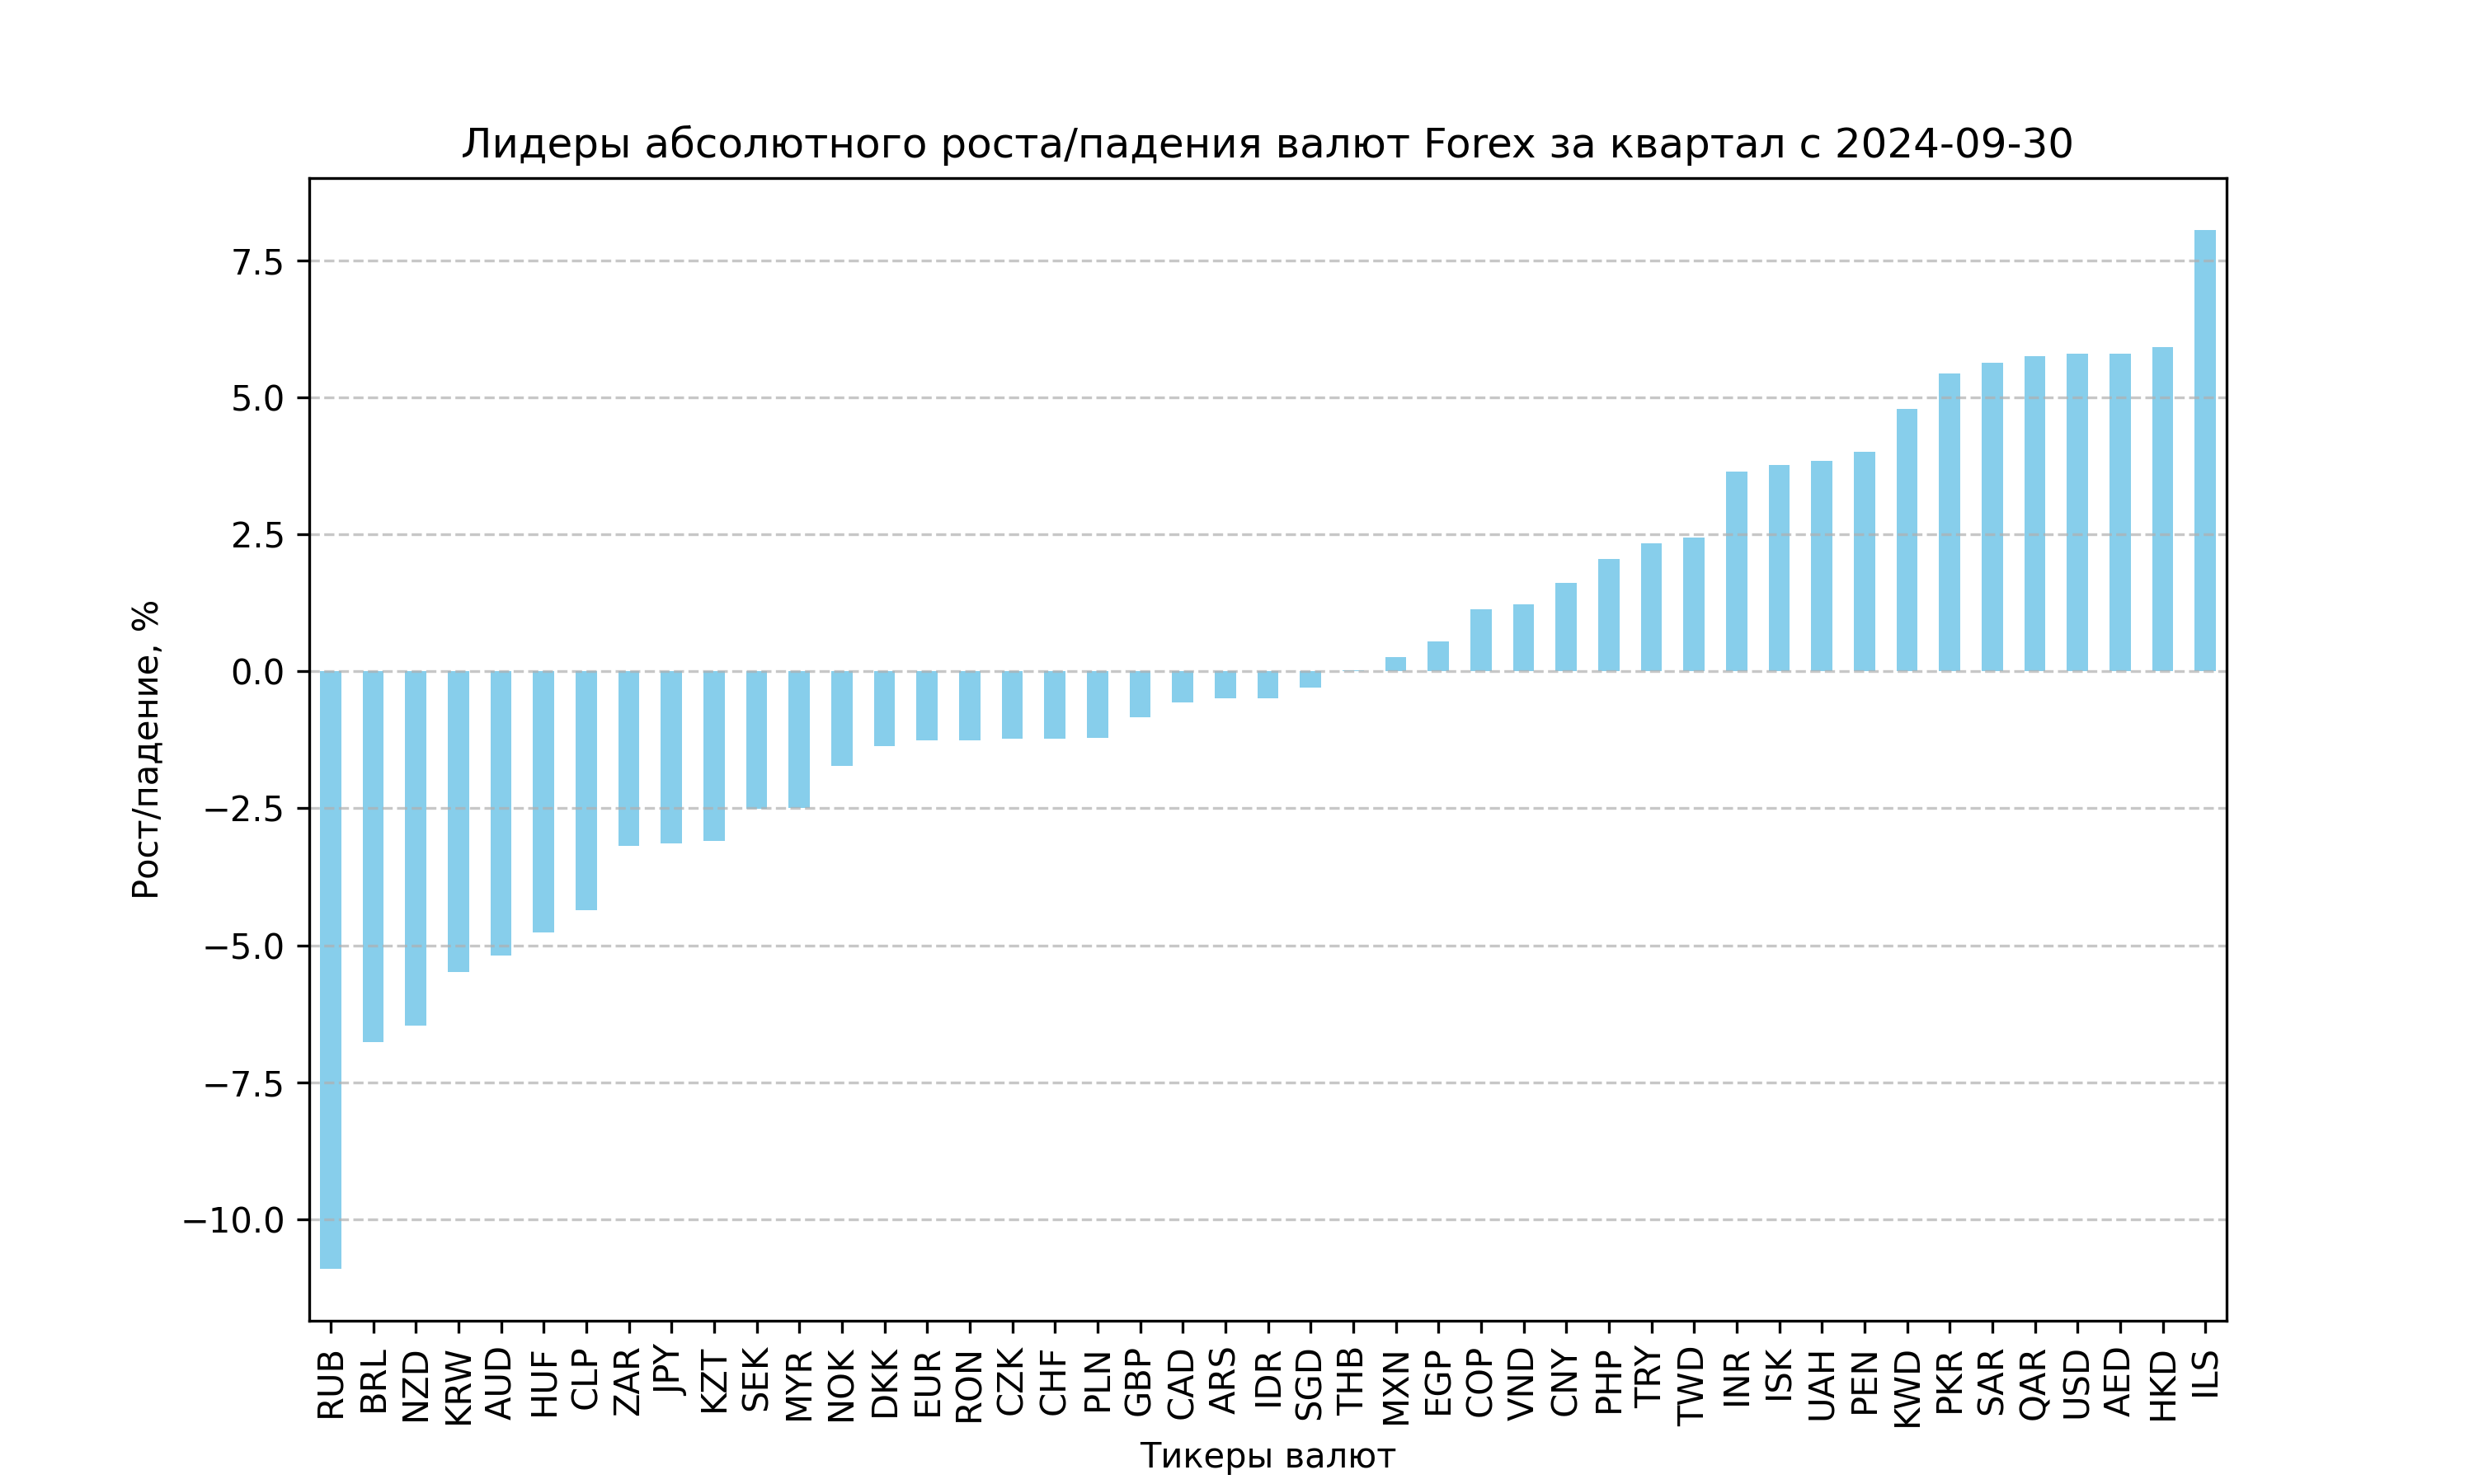 Лидеры абсолютного роста/падения валют Forex за квартал с 2024-09-30
Рост/падение, %
7.5
5.0
2.5
0.0
−2.5
−5.0
−7.5
−10.0
RUB
BRL
NZD
KRW
AUD
HUF
CLP
ZAR
JPY
KZT
SEK
MYR
NOK
DKK
EUR
RON
CZK
CHF
PLN
GBP
CAD
ARS
IDR
SGD
THB
MXN
EGP
COP
VND
CNY
PHP
TRY
TWD
INR
ISK
UAH
PEN
KWD
PKR
SAR
QAR
USD
AED
HKD
ILS
Тикеры валют